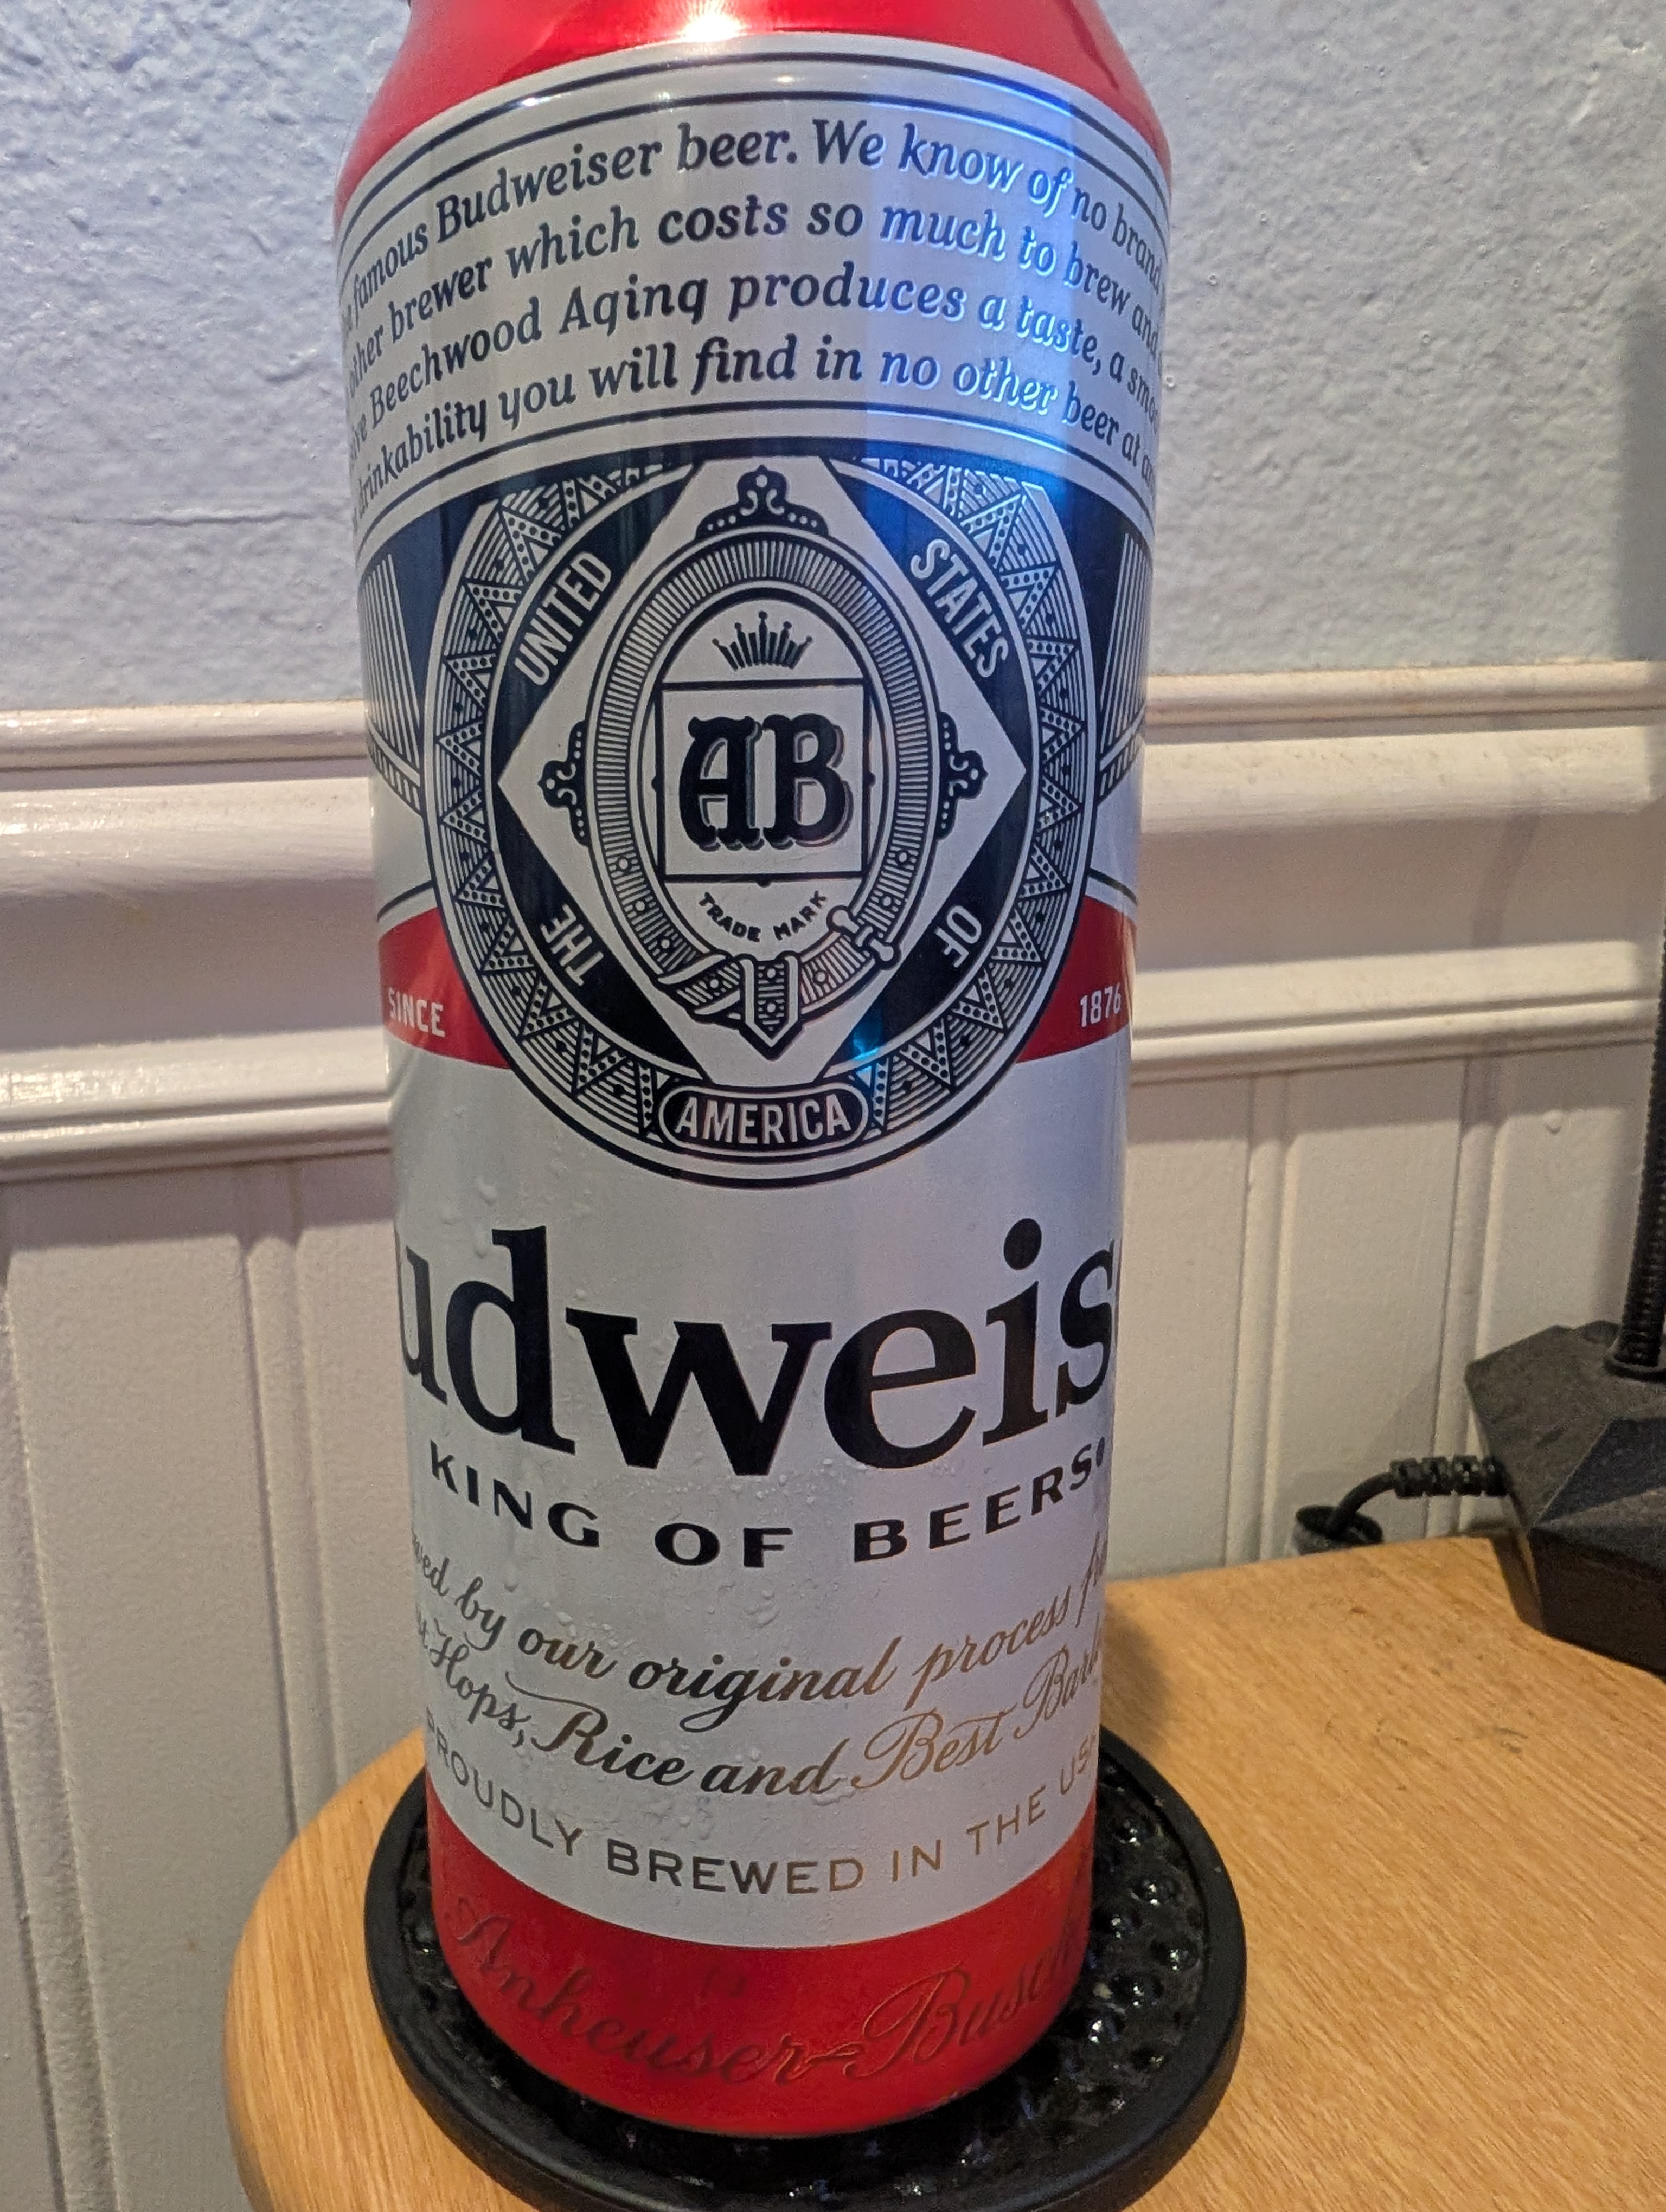 famous Budweiser beer. We know of no brand
other brewer which costs so much to brew and
Beechwood Aging produces a taste, a
drinkability you will find in no other beer at
UNITED STATES
AB
TRADE MARK
THE OF
SINCE 1876
AMERICA
udweis
KING OF BEERS®
by our original process
Hops, Rice and Best
PROUDLY BREWED IN THE USA
Anheuser-Busch